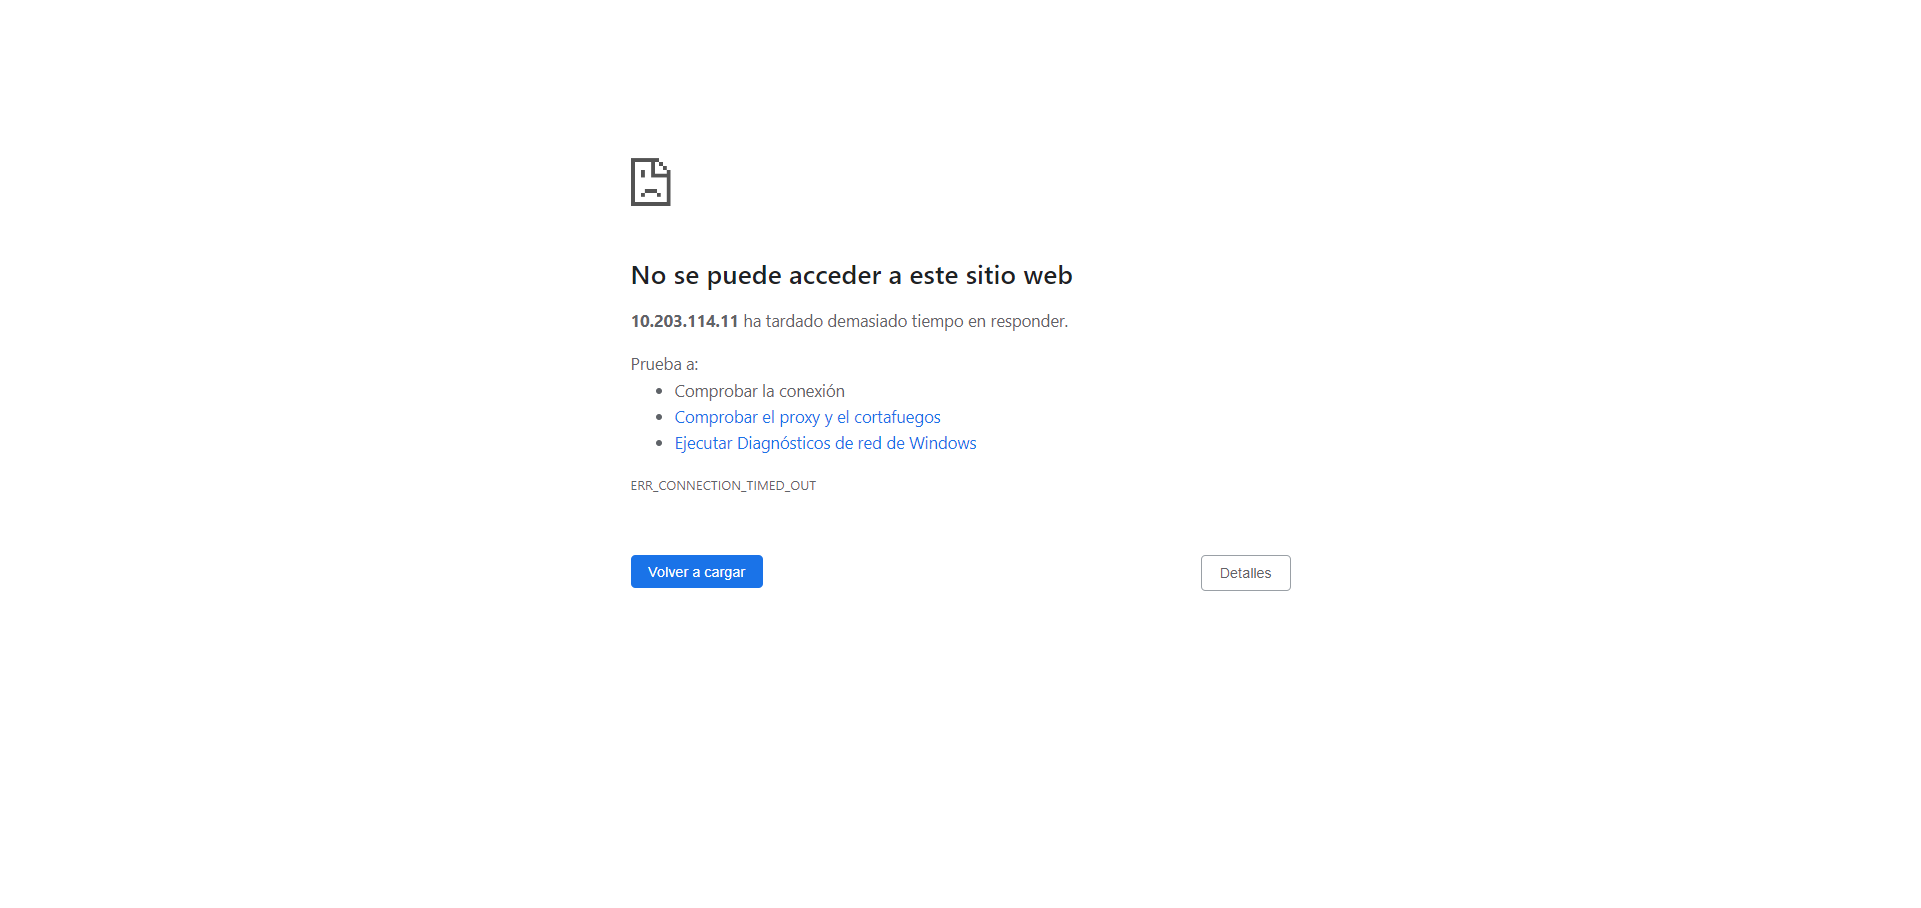 No se puede acceder a este sitio web
10.203.114.11 ha tardado demasiado tiempo en responder.
Prueba a:
Comprobar la conexión
Comprobar el proxy y el cortafuegos
Ejecutar Diagnósticos de red de Windows
ERR_CONNECTION_TIMED_OUT
Volver a cargar
Detalles